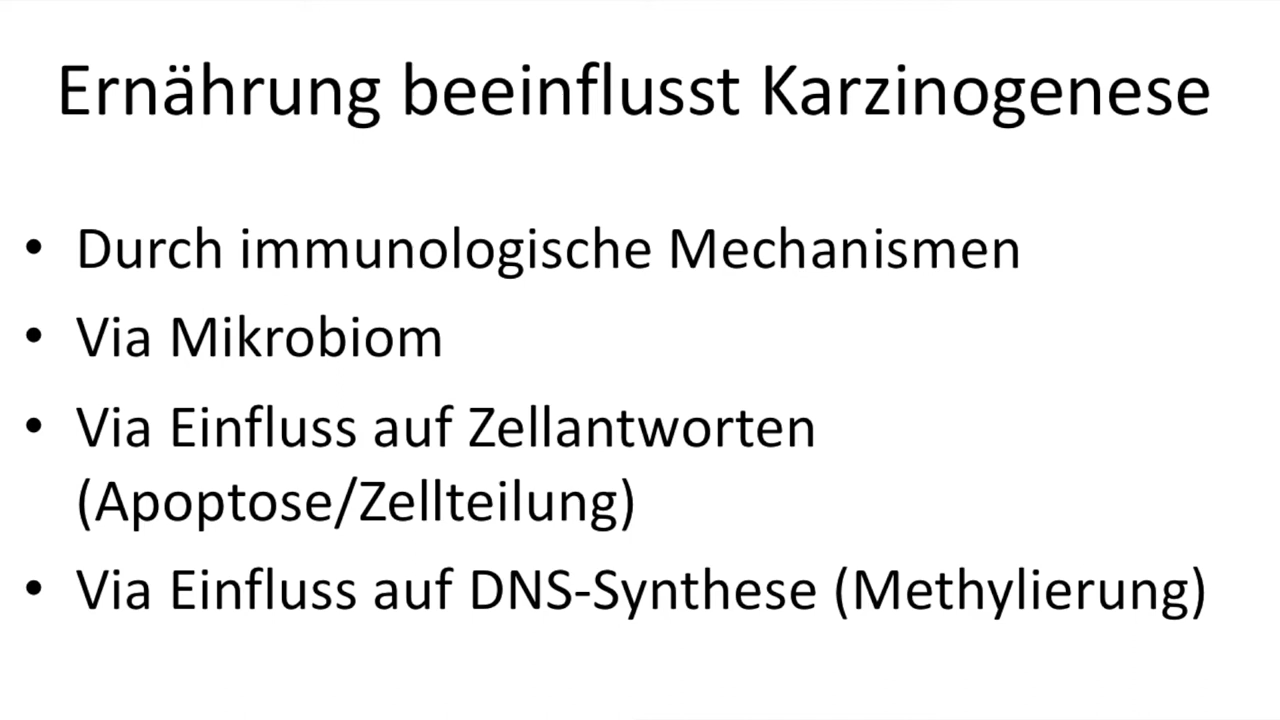 Ernährung beeinflusst Karzinogenese
• Durch immunologische Mechanismen
• Via Mikrobiom
• Via Einfluss auf Zellantworten
(Apoptose/Zellteilung)
• Via Einfluss auf DNS-Synthese (Methylierung)